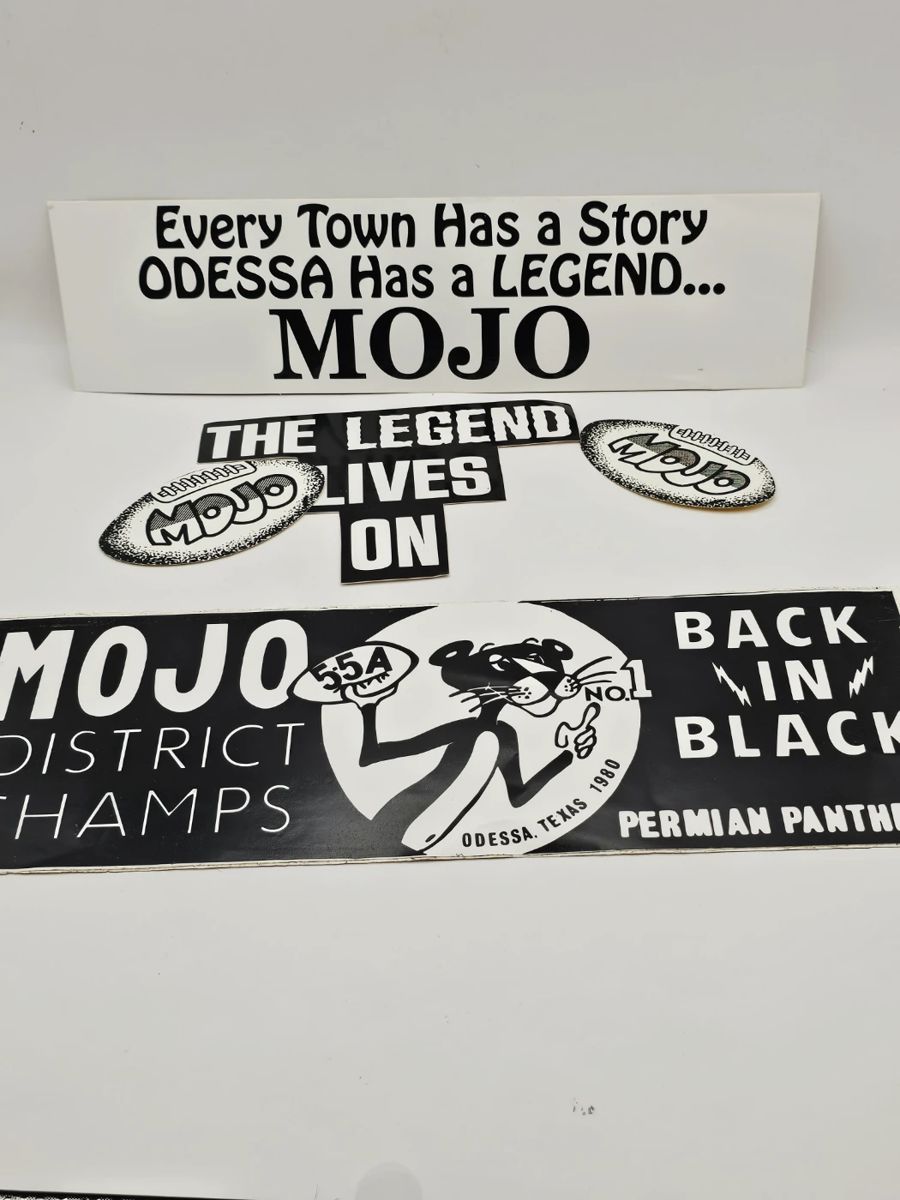 Every Town Has a Story
ODESSA Has a LEGEND...
MOJO
THE LEGEND
LIVES
ON
MOJO
MOJO
MOJO
DISTRICT
CHAMPS
5-5A
NO.1
ODESSA, TEXAS 1980
BACK
IN
BLACK
PERMIAN PANTHE